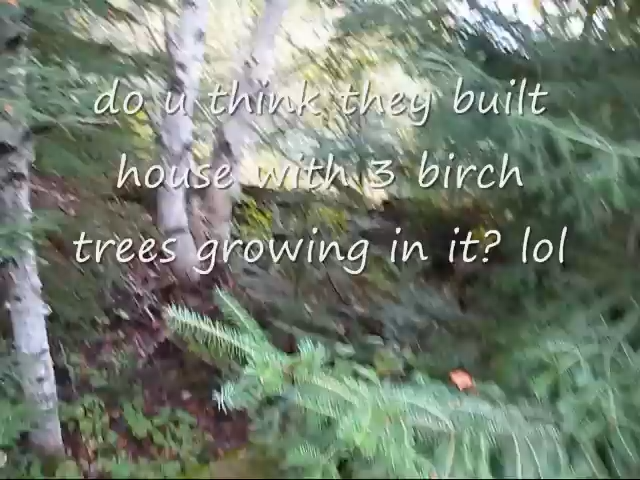 do u think they built
house with 3 birch
trees growing in it? lol